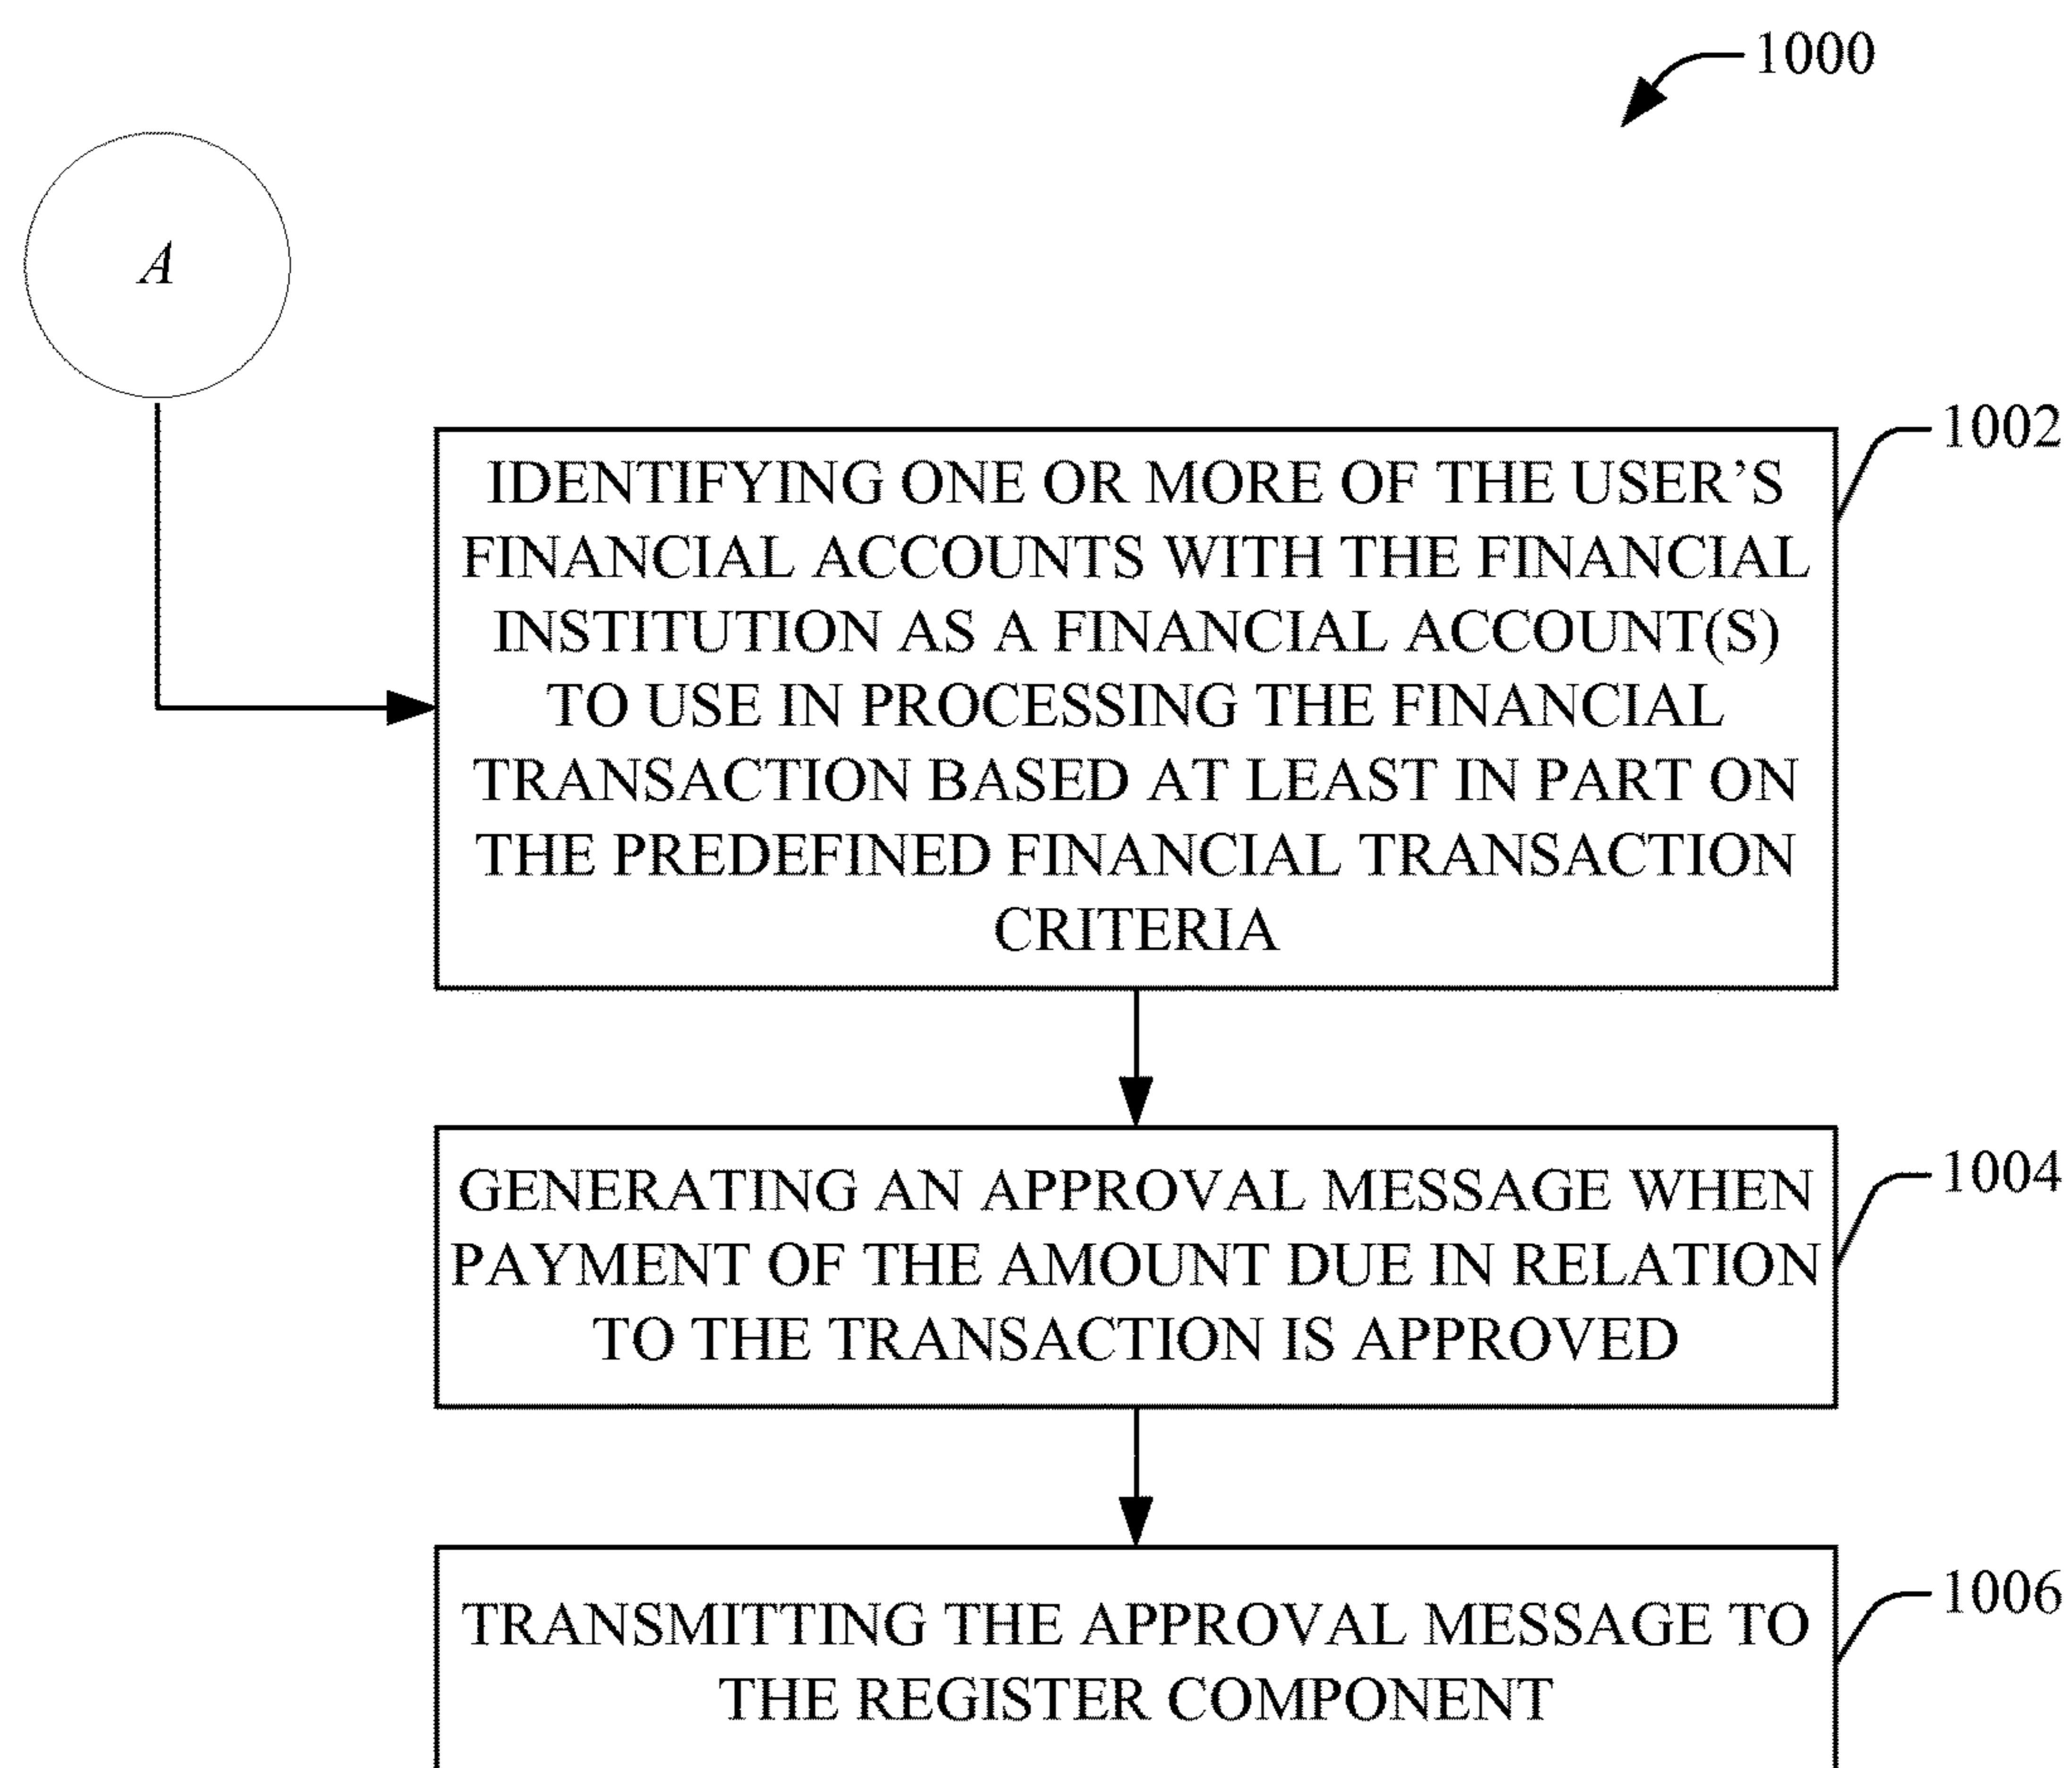 1000
A
1002
IDENTIFYING ONE OR MORE OF THE USER’S
FINANCIAL ACCOUNTS WITH THE FINANCIAL
INSTITUTION AS A FINANCIAL ACCOUNT(S)
TO USE IN PROCESSING THE FINANCIAL
TRANSACTION BASED AT LEAST IN PART ON
THE PREDEFINED FINANCIAL TRANSACTION
CRITERIA
1004
GENERATING AN APPROVAL MESSAGE WHEN
PAYMENT OF THE AMOUNT DUE IN RELATION
TO THE TRANSACTION IS APPROVED
1006
TRANSMITTING THE APPROVAL MESSAGE TO
THE REGISTER COMPONENT